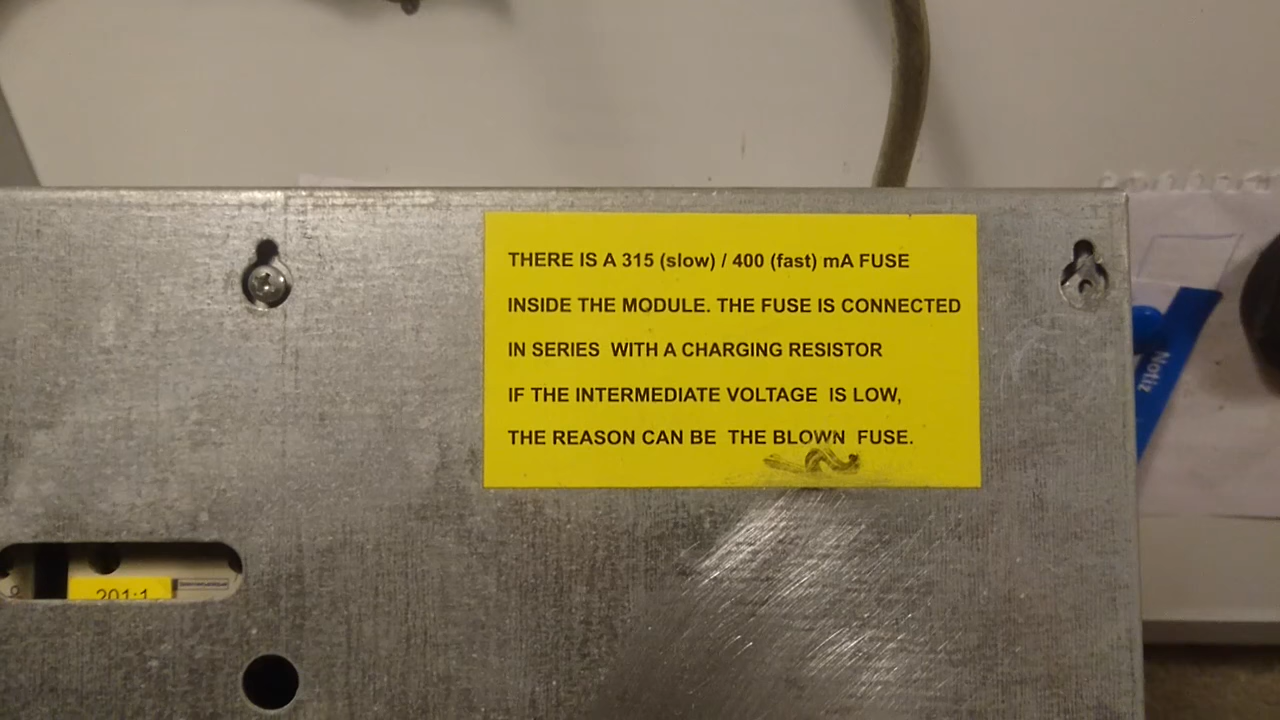 THERE IS A 315 (slow) / 400 (fast) mA FUSE
INSIDE THE MODULE. THE FUSE IS CONNECTED
IN SERIES WITH A CHARGING RESISTOR
IF THE INTERMEDIATE VOLTAGE IS LOW,
THE REASON CAN BE THE BLOWN FUSE.
Notiz
201:1